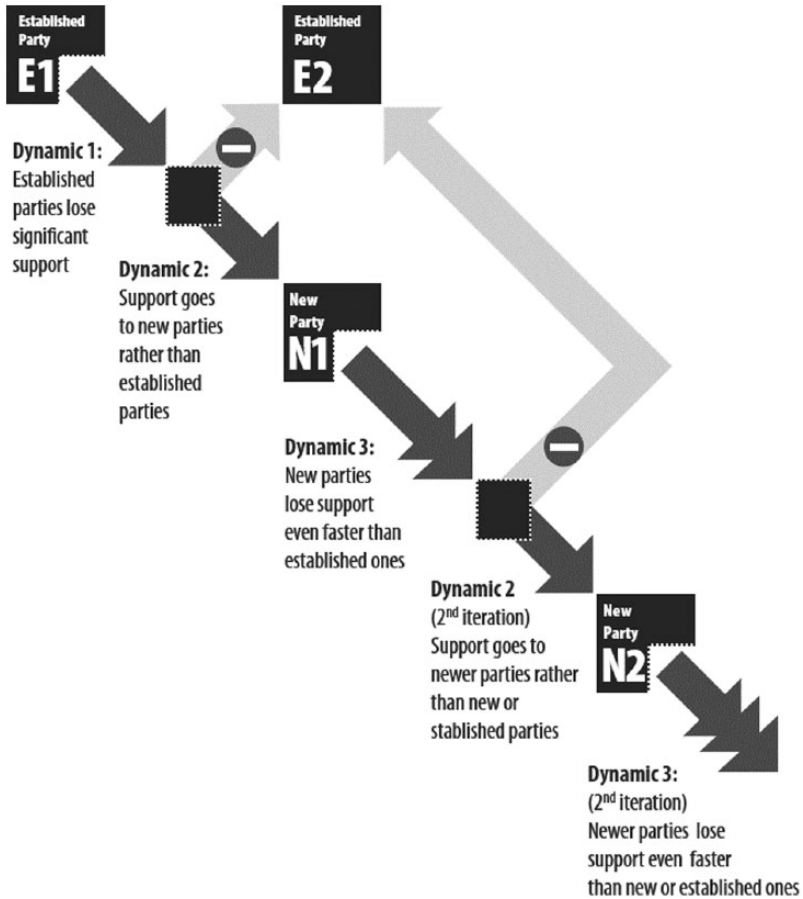 Established
Party
E1
Established
Party
E2
Dynamic 1:
Established
parties lose
significant
support
Dynamic 2:
Support goes
to new parties
rather than
established
parties
New
Party
N1
Dynamic 3:
New parties
lose support
even faster than
established ones
Dynamic 2
(2nd iteration)
Support goes to
newer parties rather
than new or
stablished parties
New
Party
N2
Dynamic 3:
(2nd iteration)
Newer parties lose
support even faster
than new or established ones